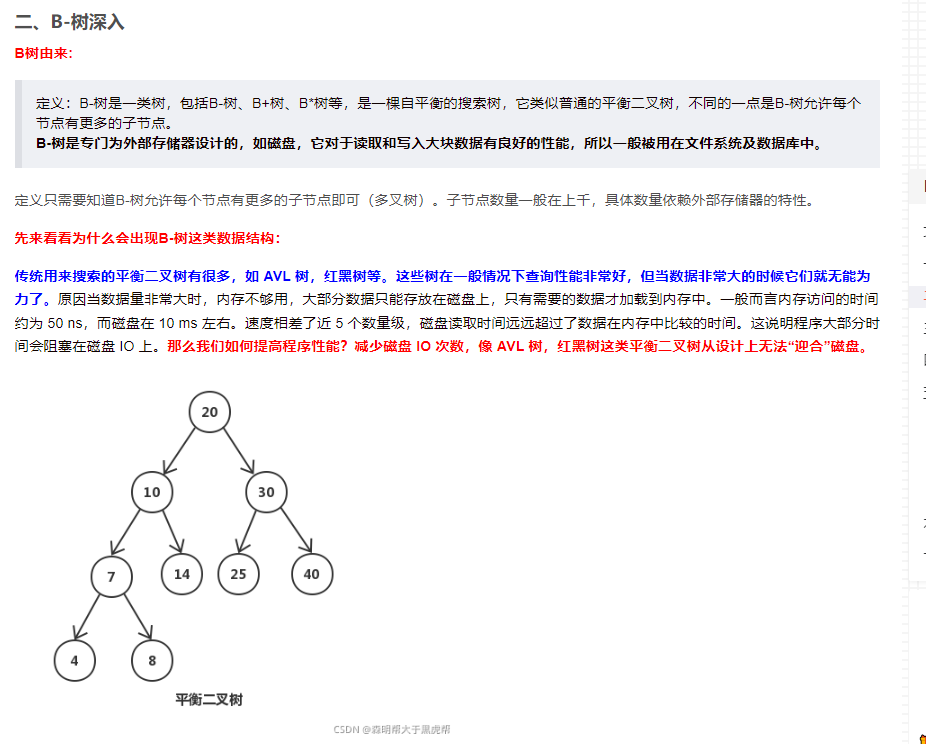 二、B-树深入
B树由来：
定义：B-树是一类树，包括B-树、B+树、B*树等，是一棵自平衡的搜索树，它类似普通的平衡二叉树，不同的一点是B-树允许每个
节点有更多的子节点。
B-树是专门为外部存储器设计的，如磁盘，它对于读取和写入大块数据有良好的性能，所以一般被用在文件系统及数据库中。
定义只需要知道B-树允许每个节点有更多的子节点即可（多叉树）。子节点数量一般在上千，具体数量依赖外部存储器的特性。
先来看看为什么会出现B-树这类数据结构：
传统用来搜索的平衡二叉树有很多，如 AVL 树，红黑树等。这些树在一般情况下查询性能非常好，但当数据非常大的时候它们就无能为
力了。原因当数据量非常大时，内存不够用，大部分数据只能存放在磁盘上，只有需要的数据才加载到内存中。一般而言内存访问的时间
约为 50 ns，而磁盘在 10 ms 左右。速度相差了近 5 个数量级，磁盘读取时间远远超过了数据在内存中比较的时间。这说明程序大部分时
间会阻塞在磁盘 IO 上。那么我们如何提高程序性能？减少磁盘 IO 次数，像 AVL 树，红黑树这类平衡二叉树从设计上无法“迎合”磁盘。
20
10 30
7 14 25 40
4 8
平衡二叉树
CSDN @森明帮大于黑虎帮